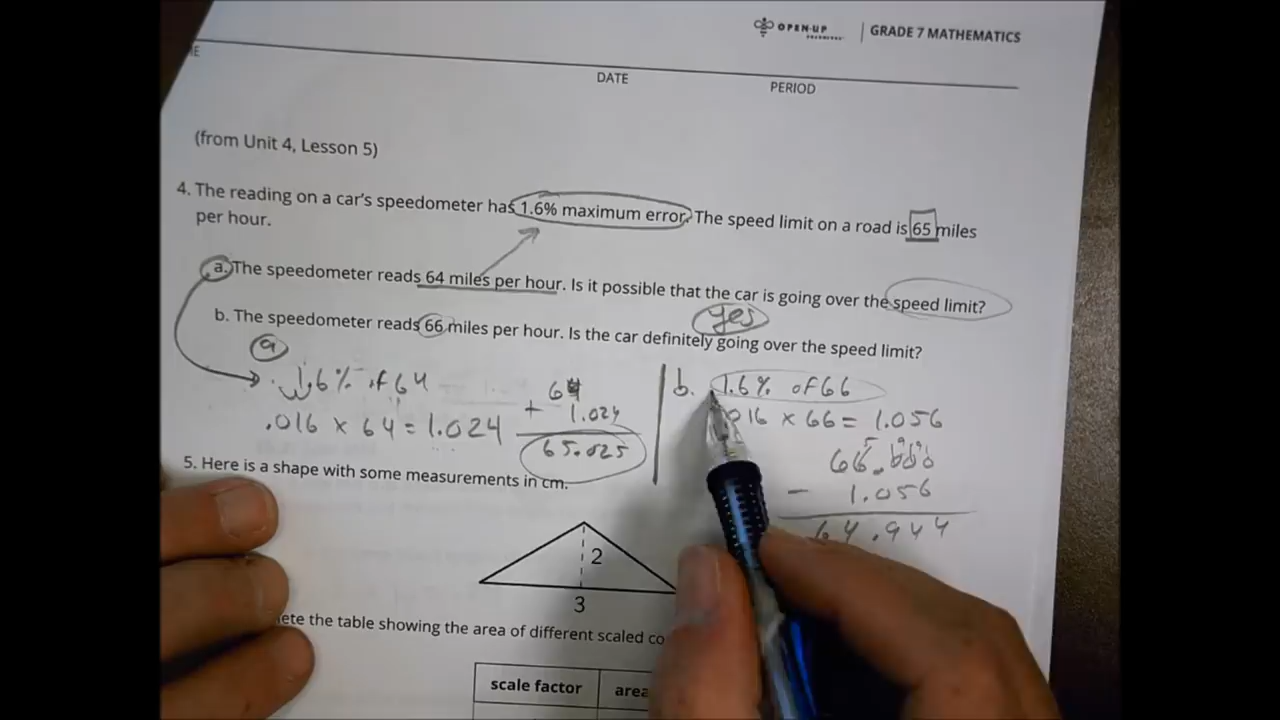 OPEN-UP
GRADE 7 MATHEMATICS
DATE
PERIOD
(from Unit 4, Lesson 5)
4. The reading on a car's speedometer has 1.6% maximum error. The speed limit on a road is 65 miles
per hour.
a. The speedometer reads 64 miles per hour. Is it possible that the car is going over the speed limit?
yes
b. The speedometer reads 66 miles per hour. Is the car definitely going over the speed limit?
a
1.6% of 64
.016 x 64 = 1.024
64
+ 1.024
65.025
b. 1.6% of 66
016 x 66 = 1.056
66.000
- 1.056
64.944
5. Here is a shape with some measurements in cm.
2
3
ete the table showing the area of different scaled co
scale factor
area